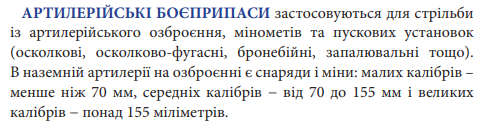 АРТИЛЕРІЙСЬКІ БОЄПРИПАСИ застосовуються для стрільби
із артилерійського озброєння, мінометів та пускових установок
(осколкові, осколково-фугасні, бронебійні, запалювальні тощо).
В наземній артилерії на озброєнні є снаряди і міни: малих калібрів –
менше ніж 70 мм, середніх калібрів – від 70 до 155 мм і великих
калібрів – понад 155 міліметрів.